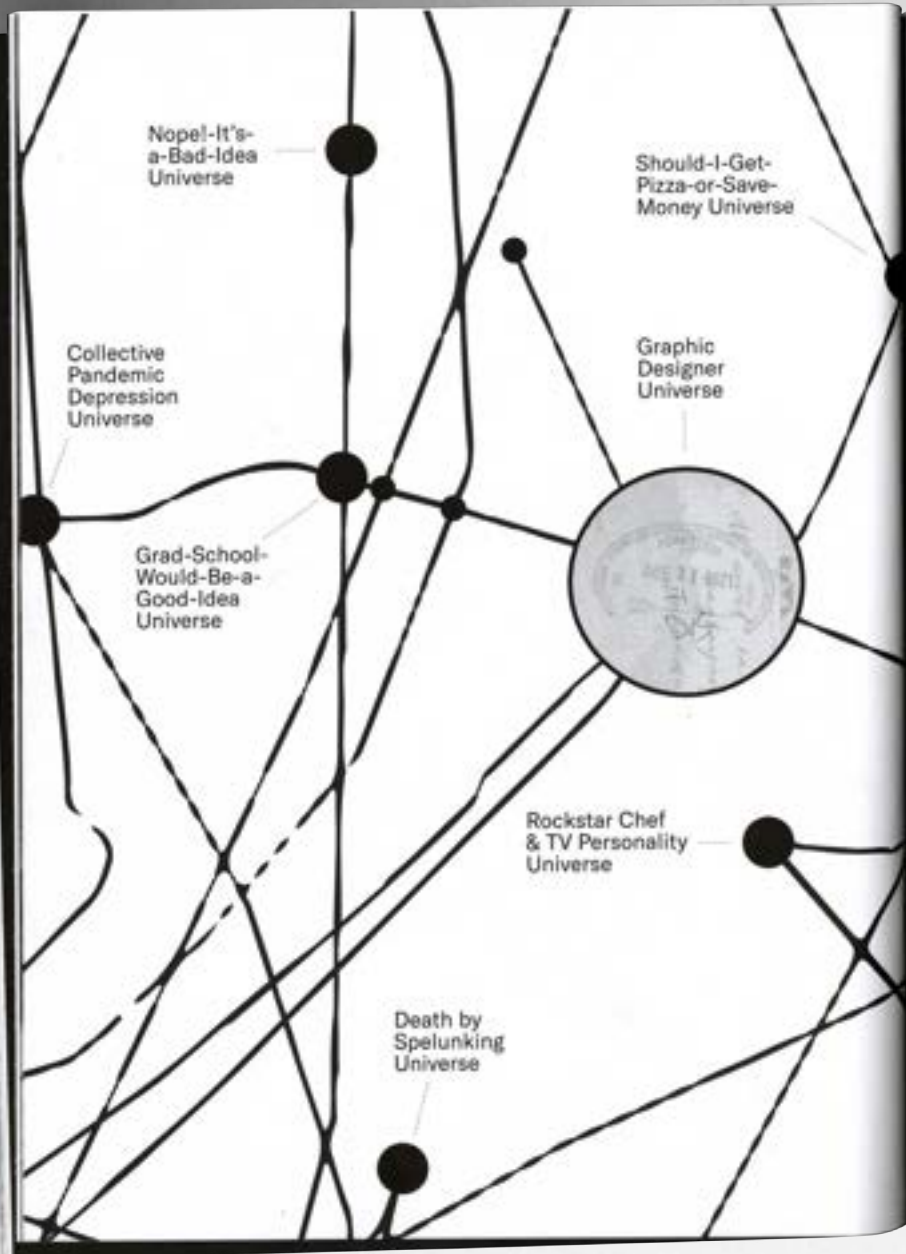 Nope!-It's-
a-Bad-Idea
Universe
Should-I-Get-
Pizza-or-Save-
Money Universe
Collective
Pandemic
Depression
Universe
Graphic
Designer
Universe
Grad-School-
Would-Be-a-
Good-Idea
Universe
Rockstar Chef
& TV Personality
Universe
Death by
Spelunking
Universe